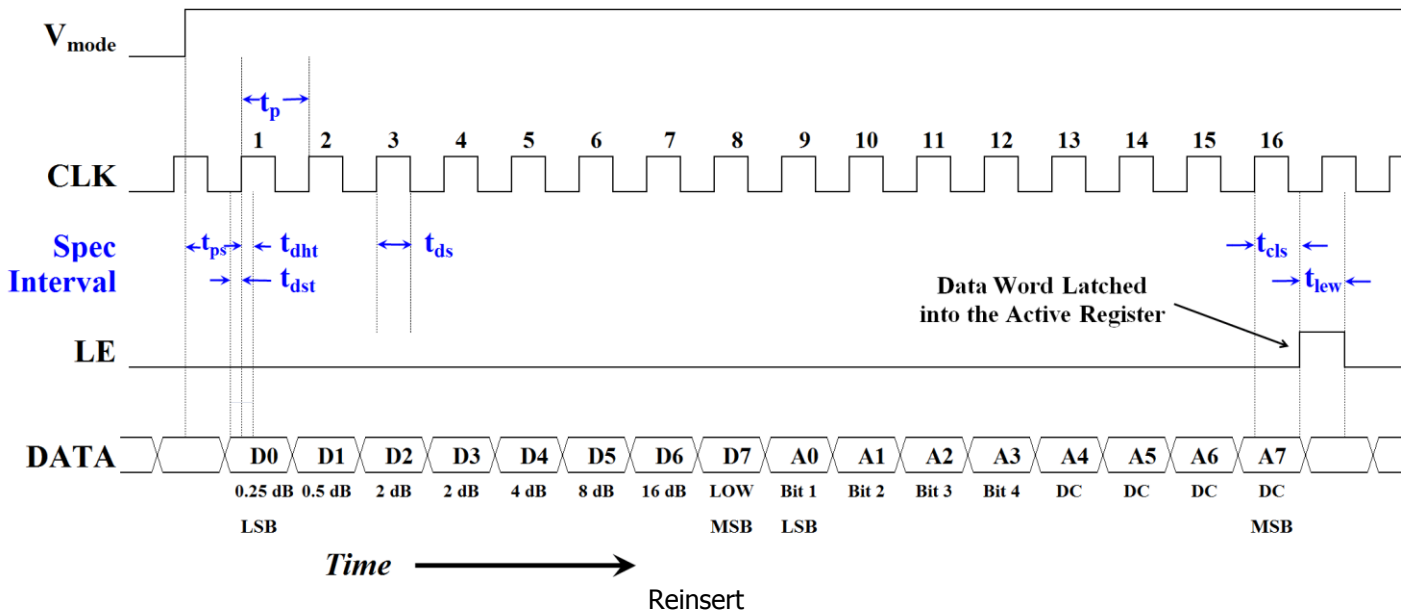 Vmode
tp
1 2 3 4 5 6 7 8 9 10 11 12 13 14 15 16
CLK
Spec
Interval
tps tdht tds tcls
tdst tlew
Data Word Latched
into the Active Register
LE
DATA D0 D1 D2 D3 D4 D5 D6 D7 A0 A1 A2 A3 A4 A5 A6 A7
0.25 dB 0.5 dB 2 dB 2 dB 4 dB 8 dB 16 dB LOW Bit 1 Bit 2 Bit 3 Bit 4 DC DC DC DC
LSB MSB LSB MSB
Time
Reinsert